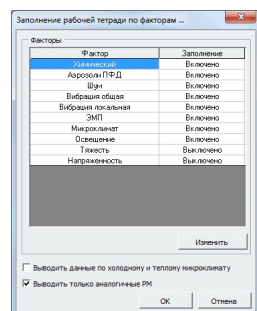 Заполнение рабочей тетради по факторам ...
Факторы
Фактор Заполнение
Химический Включено
Аэрозоли ПФД Включено
Шум Включено
Вибрация общая Включено
Вибрация локальная Включено
ЭМП Включено
Микроклимат Включено
Освещение Включено
Тяжесть Выключено
Напряженность Выключено
Изменить
Выводить данные по холодному и теплому микроклимату
Выводить только аналогичные РМ
OK Отмена